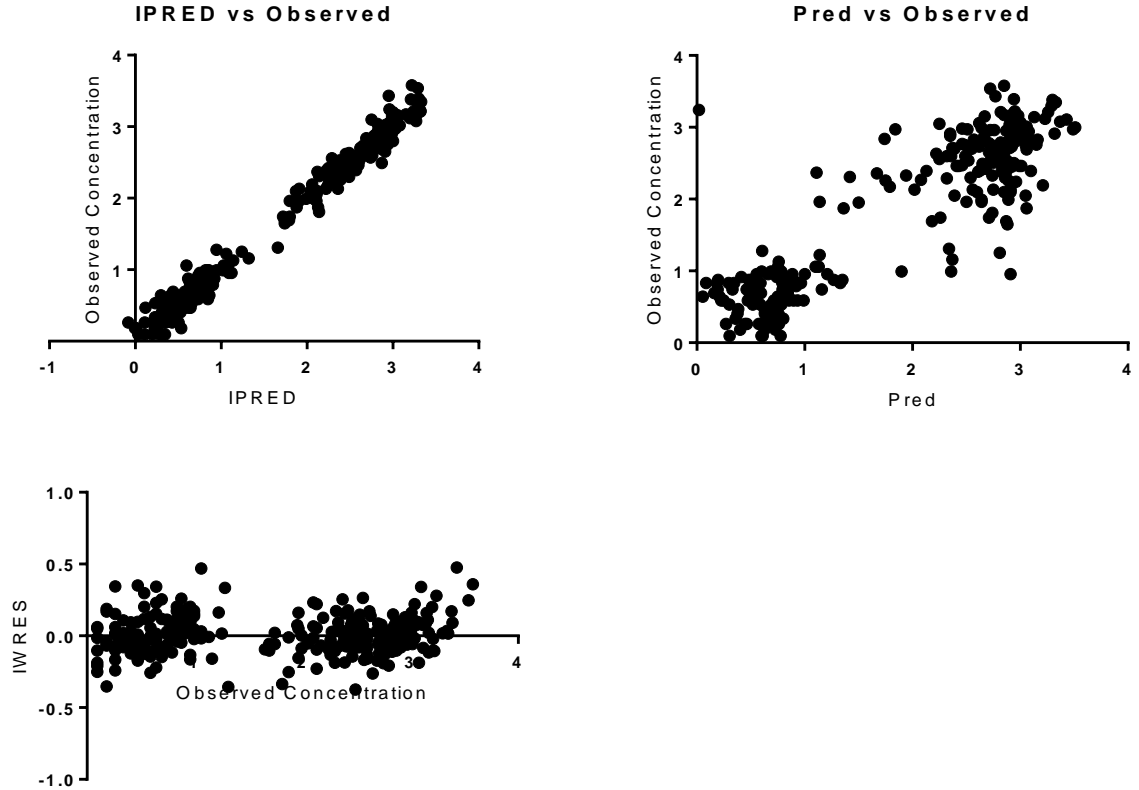 IPRED vs Observed
4
3
2
1
Observed Concentration
-1 0 1 2 3 4
IPRED
Pred vs Observed
4
3
2
1
0
Observed Concentration
0 1 2 3 4
Pred
1.0
0.5
0.0
-0.5
-1.0
IWRES
1 2 3 4
Observed Concentration